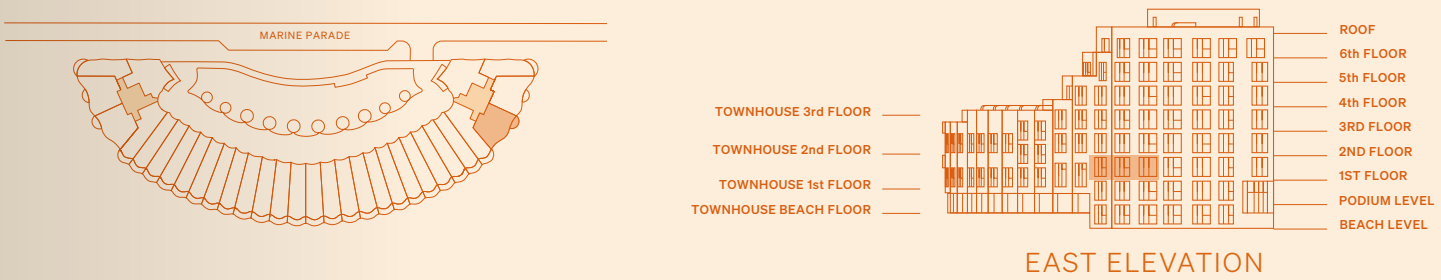 MARINE PARADE
TOWNHOUSE 3rd FLOOR
TOWNHOUSE 2nd FLOOR
TOWNHOUSE 1st FLOOR
TOWNHOUSE BEACH FLOOR
ROOF
6th FLOOR
5th FLOOR
4th FLOOR
3RD FLOOR
2ND FLOOR
1ST FLOOR
PODIUM LEVEL
BEACH LEVEL
EAST ELEVATION